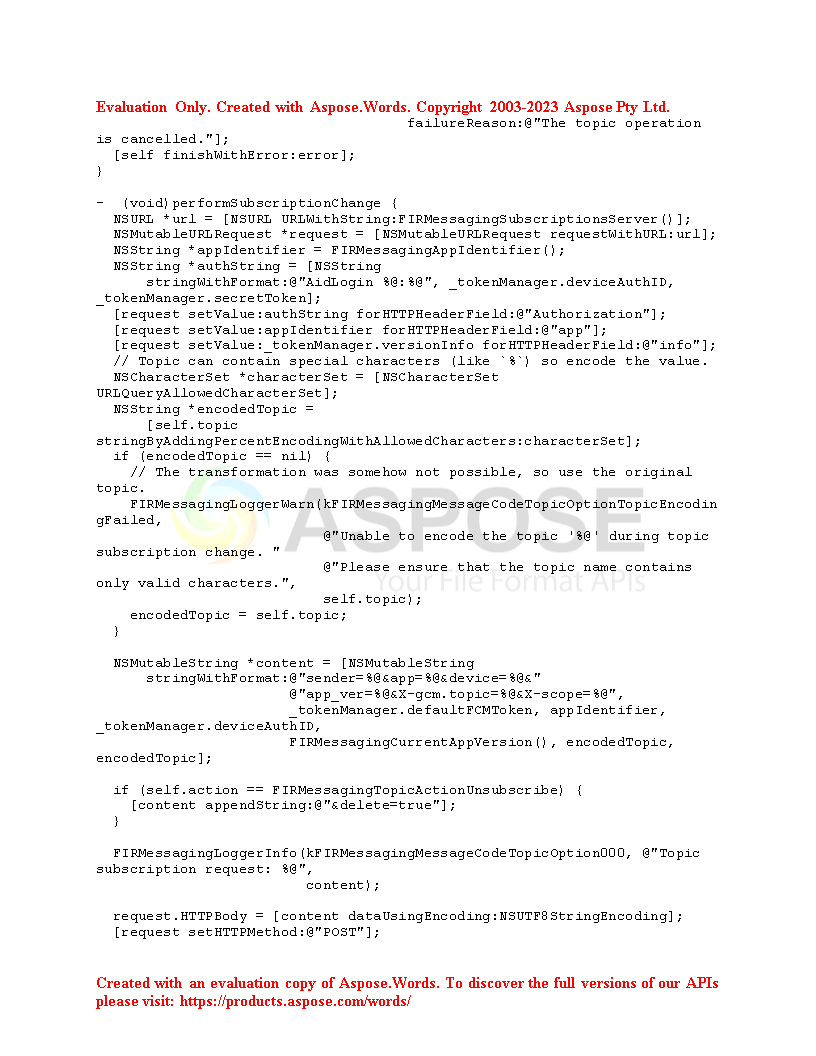 Evaluation Only. Created with Aspose.Words. Copyright 2003-2023 Aspose Pty Ltd.
                                     failureReason:@"The topic operation
is cancelled."];
  [self finishWithError:error];
}

-  (void)performSubscriptionChange {
  NSURL *url = [NSURL URLWithString:FIRMessagingSubscriptionsServer()];
  NSMutableURLRequest *request = [NSMutableURLRequest requestWithURL:url];
  NSString *appIdentifier = FIRMessagingAppIdentifier();
  NSString *authString = [NSString
      stringWithFormat:@"AidLogin %@:%@", _tokenManager.deviceAuthID,
_tokenManager.secretToken];
  [request setValue:authString forHTTPHeaderField:@"Authorization"];
  [request setValue:appIdentifier forHTTPHeaderField:@"app"];
  [request setValue:_tokenManager.versionInfo forHTTPHeaderField:@"info"];
  // Topic can contain special characters (like `%`) so encode the value.
  NSCharacterSet *characterSet = [NSCharacterSet
URLQueryAllowedCharacterSet];
  NSString *encodedTopic =
      [self.topic
stringByAddingPercentEncodingWithAllowedCharacters:characterSet];
  if (encodedTopic == nil) {
    // The transformation was somehow not possible, so use the original
topic.
    FIRMessagingLoggerWarn(kFIRMessagingMessageCodeTopicOptionTopicEncodin
gFailed,
                           @"Unable to encode the topic '%@' during topic
subscription change. "
                           @"Please ensure that the topic name contains
only valid characters.",
                           self.topic);
    encodedTopic = self.topic;
  }

  NSMutableString *content = [NSMutableString
      stringWithFormat:@"sender=%@&app=%@&device=%@&"
                       @"app_ver=%@&X-gcm.topic=%@&X-scope=%@",
                       _tokenManager.defaultFCMToken, appIdentifier,
_tokenManager.deviceAuthID,
                       FIRMessagingCurrentAppVersion(), encodedTopic,
encodedTopic];

  if (self.action == FIRMessagingTopicActionUnsubscribe) {
    [content appendString:@"&delete=true"];
  }

  FIRMessagingLoggerInfo(kFIRMessagingMessageCodeTopicOption000, @"Topic
subscription request: %@",
                         content);

  request.HTTPBody = [content dataUsingEncoding:NSUTF8StringEncoding];
  [request setHTTPMethod:@"POST"];

ASPOSE
Your File Format APIs
Created with an evaluation copy of Aspose.Words. To discover the full versions of our APIs
please visit: https://products.aspose.com/words/